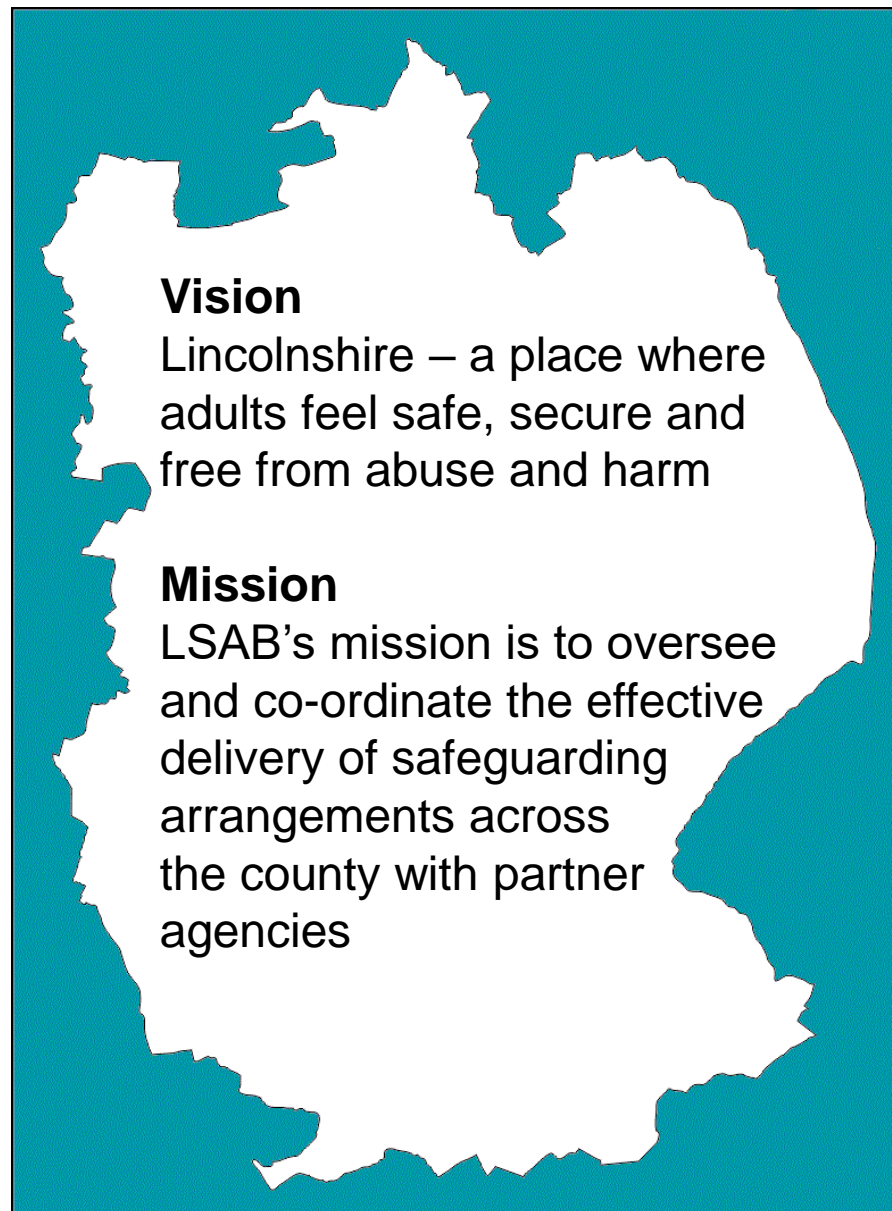 Vision
Lincolnshire – a place where
adults feel safe, secure and
free from abuse and harm
Mission
LSAB’s mission is to oversee
and co-ordinate the effective
delivery of safeguarding
arrangements across
the county with partner
agencies